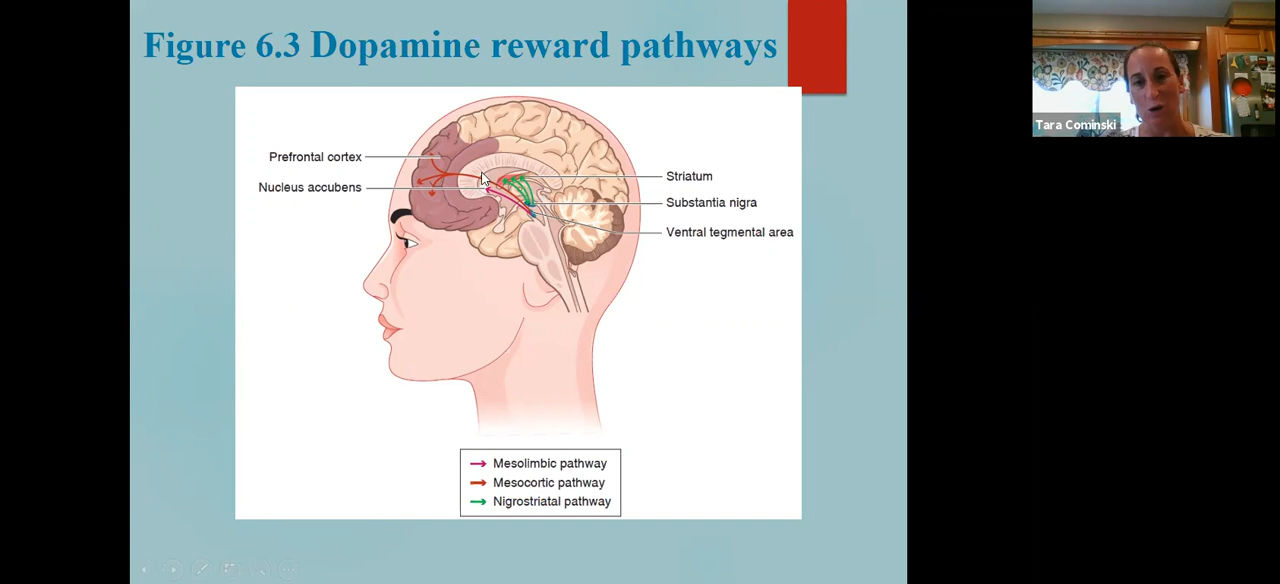 Figure 6.3 Dopamine reward pathways
Tara Cominski
Prefrontal cortex
Nucleus accubens
Striatum
Substantia nigra
Ventral tegmental area
Mesolimbic pathway
Mesocortic pathway
Nigrostriatal pathway